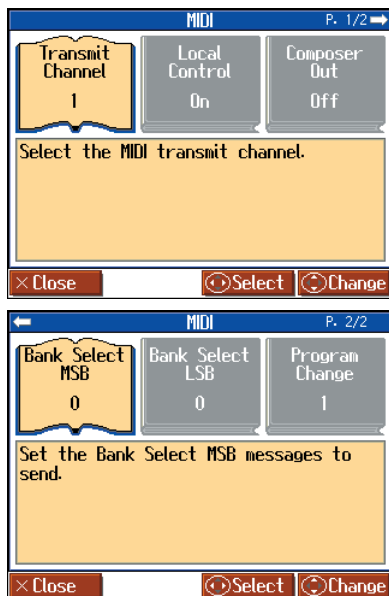 MIDI P. 1/2
Transmit Channel 1
Local Control On
Composer Out Off
Select the MIDI transmit channel.
× Close Select Change
MIDI P. 2/2
Bank Select MSB 0
Bank Select LSB 0
Program Change 1
Set the Bank Select MSB messages to
send.
× Close Select Change